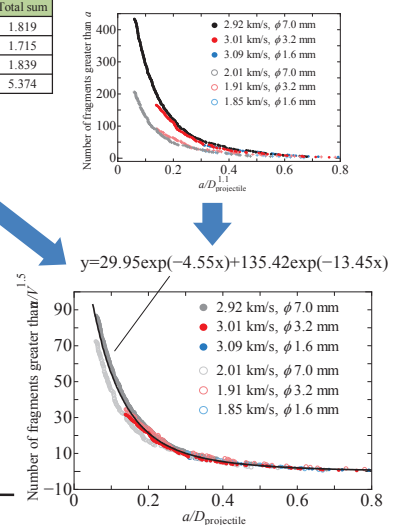 Total sum
1.819
1.715
1.839
5.374
Number of fragments greater than a
400
300
200
100
0
0
0.2
0.4
0.6
0.8
a/D projectile 1.1
2.92 km/s, ϕ7.0 mm
3.01 km/s, ϕ3.2 mm
3.09 km/s, ϕ1.6 mm
2.01 km/s, ϕ7.0 mm
1.91 km/s, ϕ3.2 mm
1.85 km/s, ϕ1.6 mm
y=29.95exp(−4.55x)+135.42exp(−13.45x)
Number of fragments greater than a/V 1.5
90
70
50
30
10
−10
0
0.2
0.4
0.6
0.8
a/D projectile
2.92 km/s, ϕ7.0 mm
3.01 km/s, ϕ3.2 mm
3.09 km/s, ϕ1.6 mm
2.01 km/s, ϕ7.0 mm
1.91 km/s, ϕ3.2 mm
1.85 km/s, ϕ1.6 mm